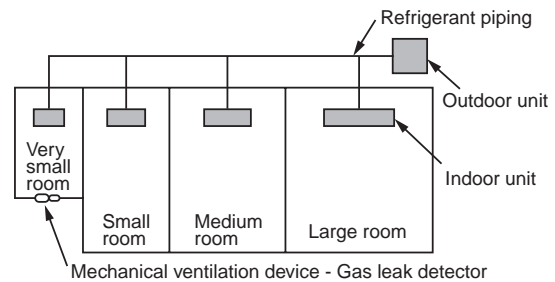 Refrigerant piping
Outdoor unit
Very
small
room
Indoor unit
Small
room
Medium
room
Large room
Mechanical ventilation device - Gas leak detector